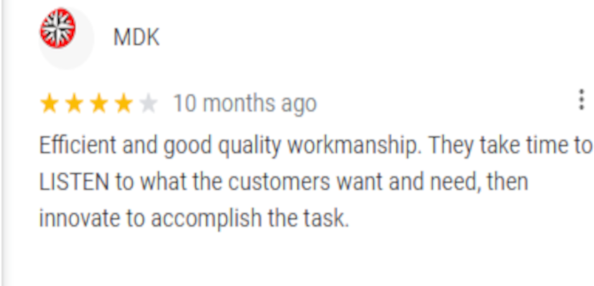 MDK
10 months ago
Efficient and good quality workmanship. They take time to
LISTEN to what the customers want and need, then
innovate to accomplish the task.